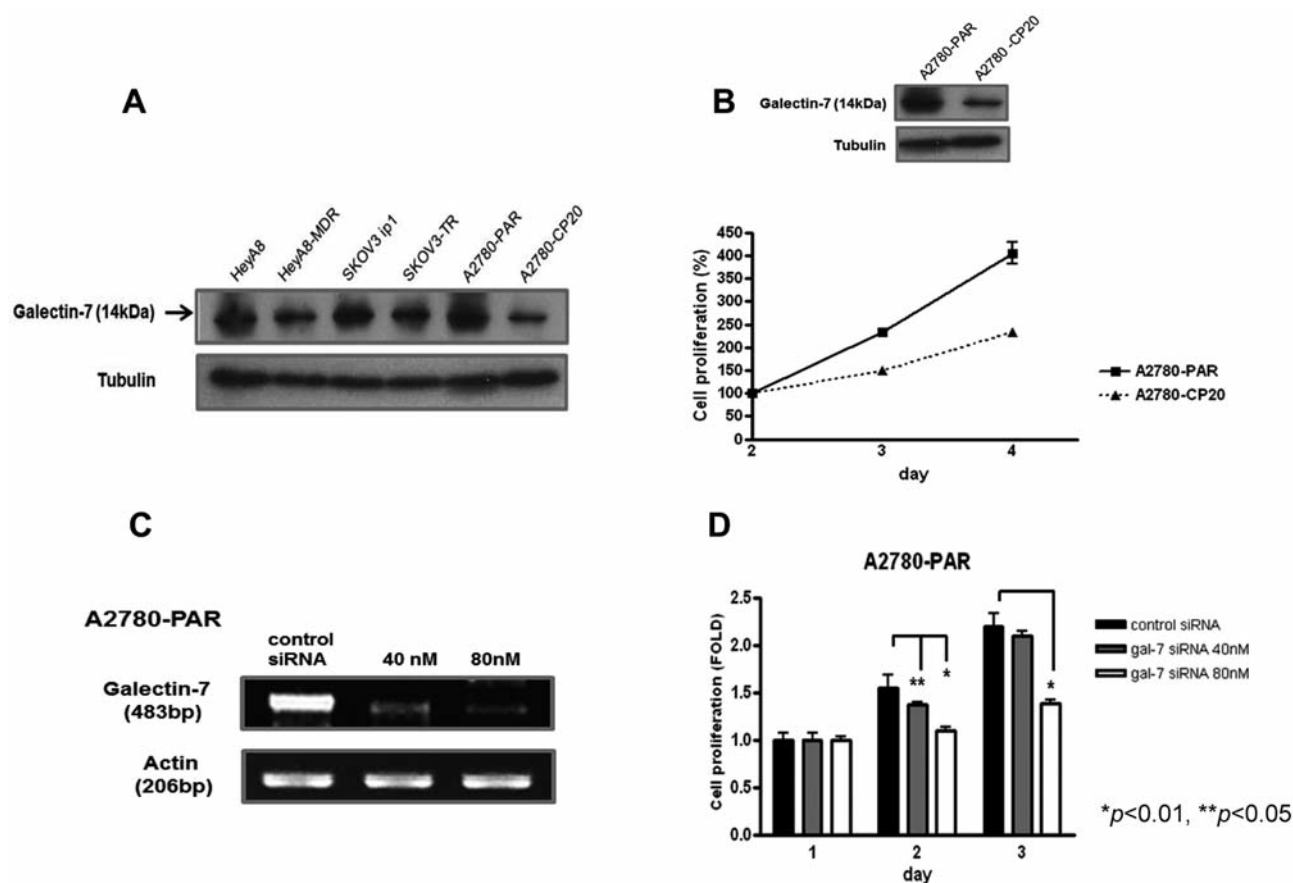 A
HeyA8
HeyA8-MDR
SKOV3 ip1
SKOV3-TR
A2780-PAR
A2780-CP20
Galectin-7 (14kDa)
Tubulin
B
A2780-PAR
A2780 -CP20
Galectin-7 (14kDa)
Tubulin
Cell proliferation (%)
450
400
350
300
250
200
150
100
50
0
2
3
4
day
A2780-PAR
A2780-CP20
C
A2780-PAR
control
siRNA
40 nM
80nM
Galectin-7
(483bp)
Actin
(206bp)
D
A2780-PAR
Cell proliferation (FOLD)
2.5
2.0
1.5
1.0
0.5
0.0
**
*
*
1
2
3
day
control siRNA
gal-7 siRNA 40nM
gal-7 siRNA 80nM
*p<0.01, **p<0.05